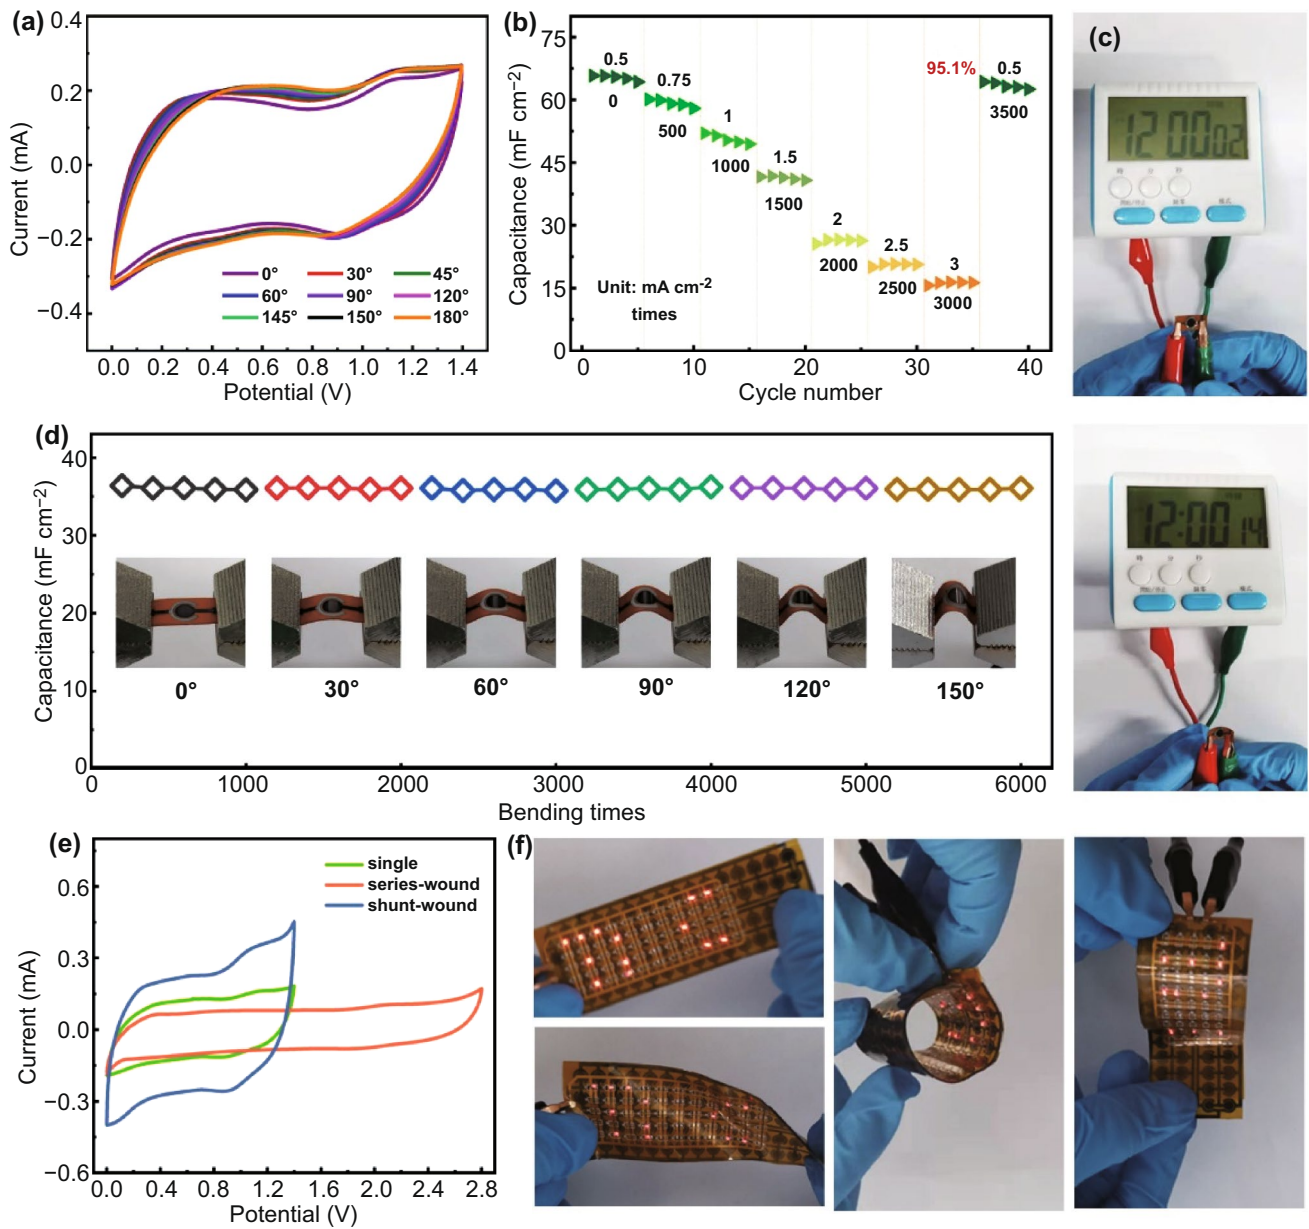 (a)
0.4
0.2
0.0
−0.2
−0.4
Current (mA)
0° 30° 45°
60° 90° 120°
145° 150° 180°
0.0 0.2 0.4 0.6 0.8 1.0 1.2 1.4
Potential (V)
(b)
75
60
45
30
15
0
Capacitance (mF cm−2)
0.5
0
0.75
500
1
1000
1.5
1500
2
2000
2.5
2500
3
3000
95.1%
0.5
3500
Unit: mA cm-2
times
0 10 20 30 40
Cycle number
(c)
12 00 02
12:00 14
(d)
40
30
20
10
0
Capacitance (mF cm−2)
0° 30° 60° 90° 120° 150°
0 1000 2000 3000 4000 5000 6000
Bending times
(e)
0.6
0.3
0.0
−0.3
−0.6
Current (mA)
single
series-wound
shunt-wound
0.0 0.4 0.8 1.2 1.6 2.0 2.4 2.8
Potential (V)
(f)